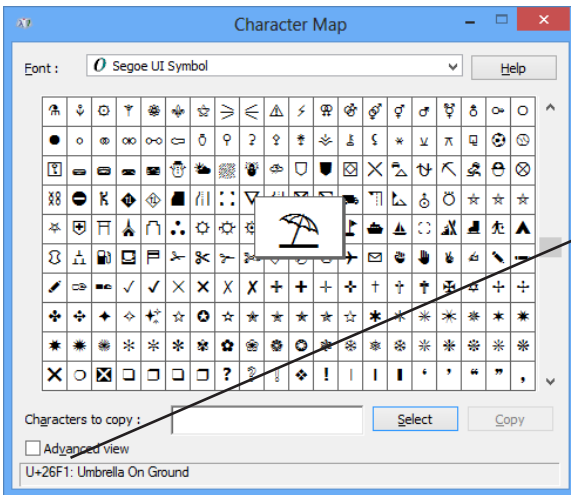 Character Map
Font : O Segoe UI Symbol Help
Characters to copy : Select Copy
Advanced view
U+26F1: Umbrella On Ground